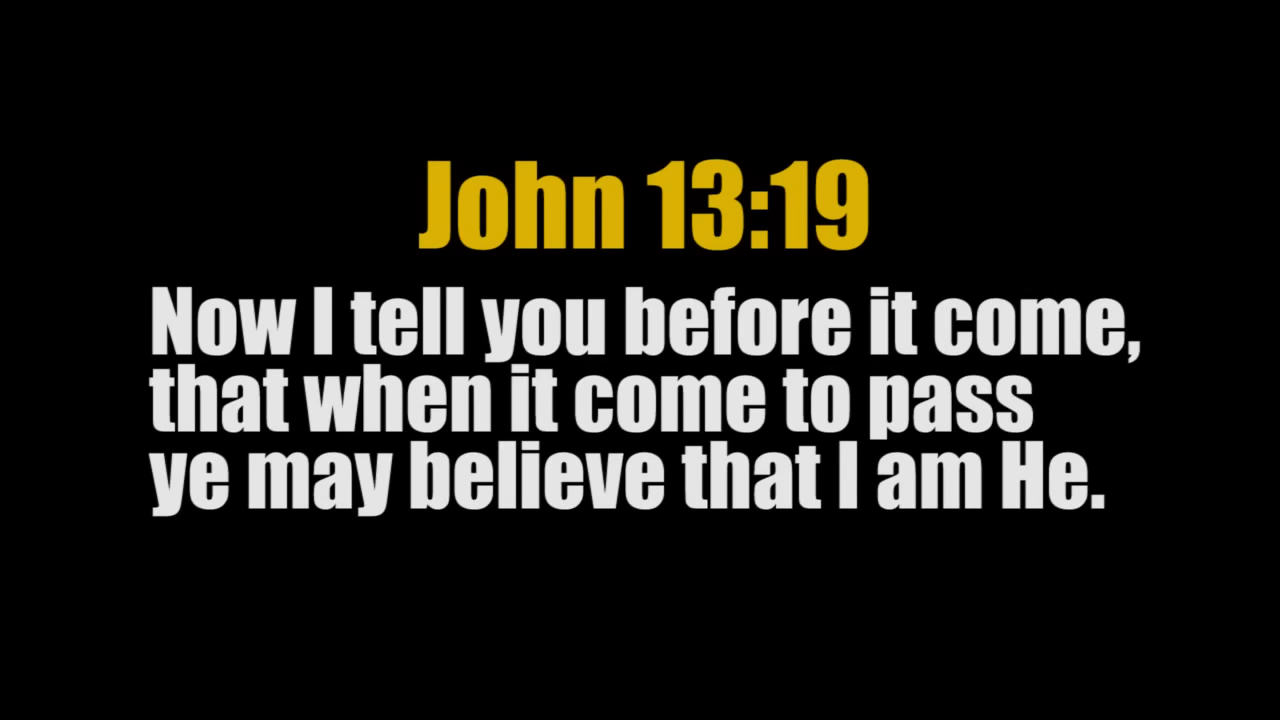 John 13:19
Now I tell you before it come,
that when it come to pass
ye may believe that I am He.